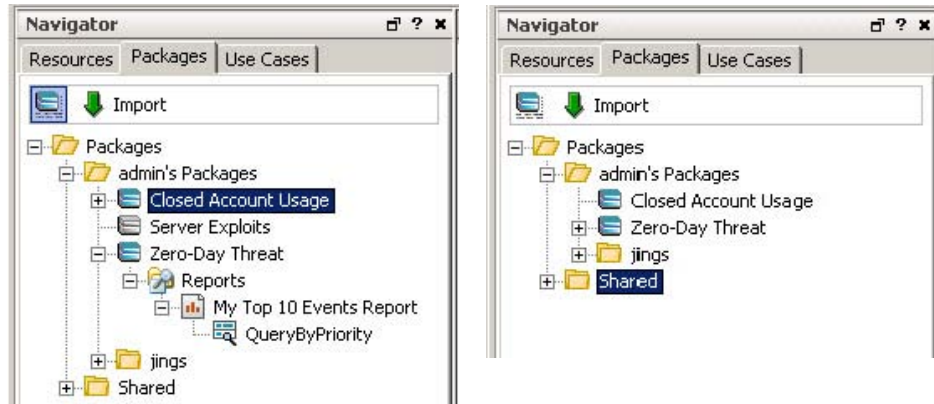 Navigator
Resources Packages Use Cases
Import
Packages
admin's Packages
Closed Account Usage
Server Exploits
Zero-Day Threat
Reports
My Top 10 Events Report
QueryByPriority
jings
Shared
Navigator
Resources Packages Use Cases
Import
Packages
admin's Packages
Closed Account Usage
Zero-Day Threat
jings
Shared